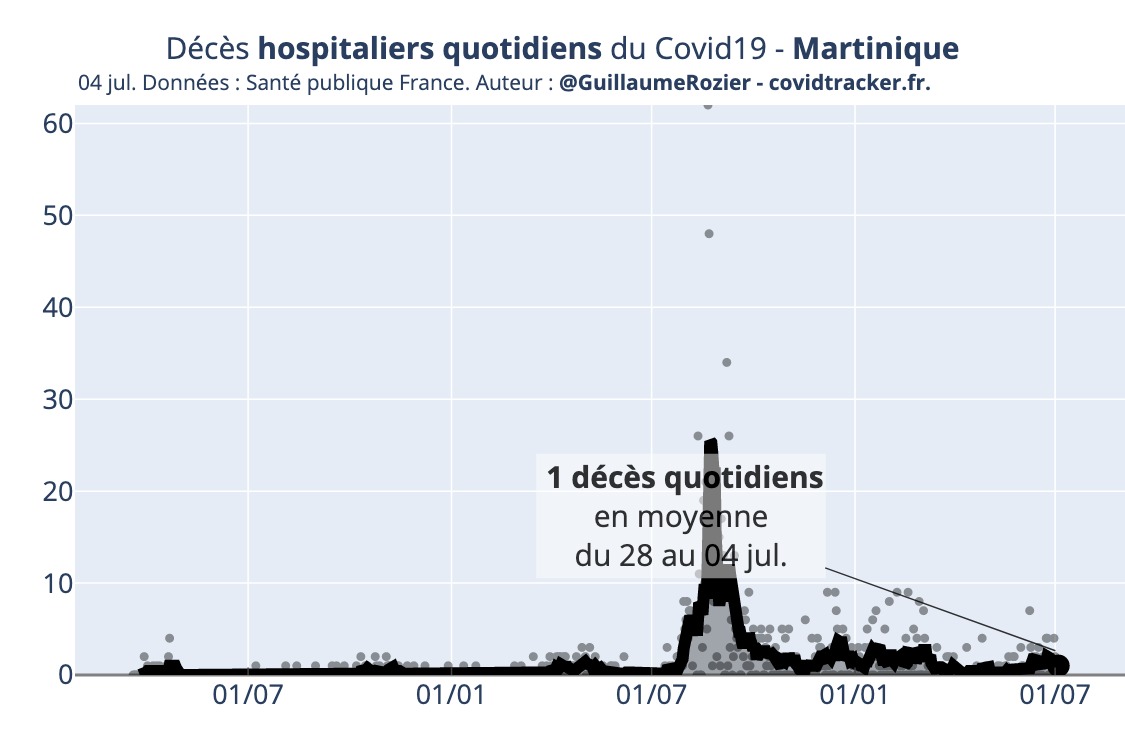 Décès hospitaliers quotidiens du Covid19 - Martinique
04 jul. Données : Santé publique France. Auteur : @GuillaumeRozier - covidtracker.fr.
60
50
40
30
20
10
0
1 décès quotidiens
en moyenne
du 28 au 04 jul.
01/07 01/01 01/07 01/01 01/07